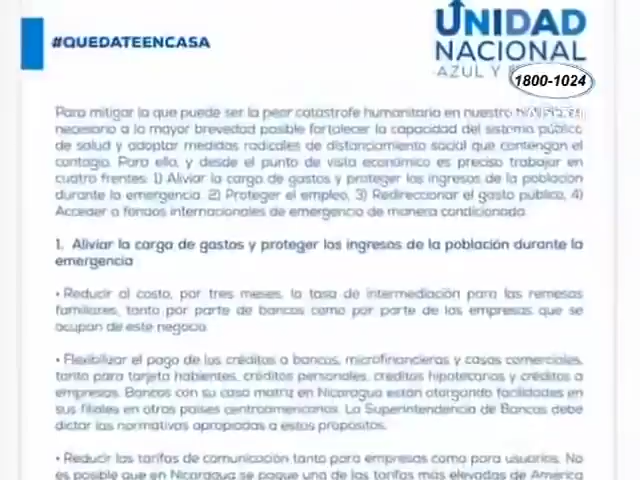 UNIDAD
#QUEDATEENCASA
NACIONAL
AZUL Y
1800-1024
Para mitigar lo que puede ser la peor catástrofe humanitaria en nuestro
necesario a la mayor brevedad posible fortalecer la capacidad del sistema público
de salud y adoptar medidas radicales de distanciamiento social que contengan el
contagio. Para ello, y desde el punto de vista económico es preciso trabajar en
cuatro frentes: 1) Aliviar la carga de gastos y proteger los ingresos de la población
durante la emergencia. 2) Proteger el empleo, 3) Redireccionar el gasto público, 4)
Acceder a fondos internacionales de emergencia de manera condicionada.
1. Aliviar la carga de gastos y proteger los ingresos de la población durante la
emergencia
• Reducir al costo, por tres meses, la tasa de intermediación para las remesas
familiares, tanto por parte de bancos como por parte de las empresas que se
ocupan de este negocio.
• Flexibilizar el pago de los créditos a bancos, microfinancieras y casas comerciales,
tanto para tarjeta habientes, créditos personales, creditos hipotecarios y créditos a
empresas. Bancos con su casa matriz en Nicaragua están otorgando facilidades en
sus filiales en otros países centroamericanos. La Superintendencia de Bancos debe
dictar las normativas apropiadas a estos propósitos.
• Reducir las tarifas de comunicación tanto para empresas como para usuarios. No
es posible que en Nicaragua se pague una de las tarifas más elevadas de América